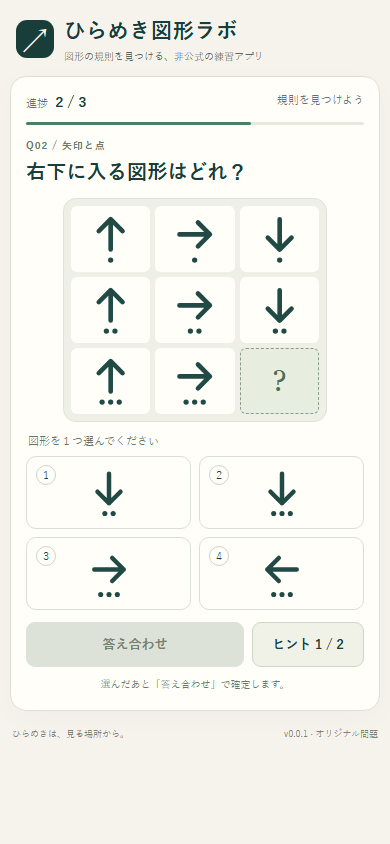 ひらめき図形ラボ
図形の規則を見つける、非公式の練習アプリ
進捗 2 / 3
規則を見つけよう
Q02 / 矢印と点
右下に入る図形はどれ？
?
図形を1つ選んでください
1
2
3
4
答え合わせ
ヒント 1 / 2
選んだあと「答え合わせ」で確定します。
ひらめきは、見る場所から。
v0.0.1 · オリジナル問題